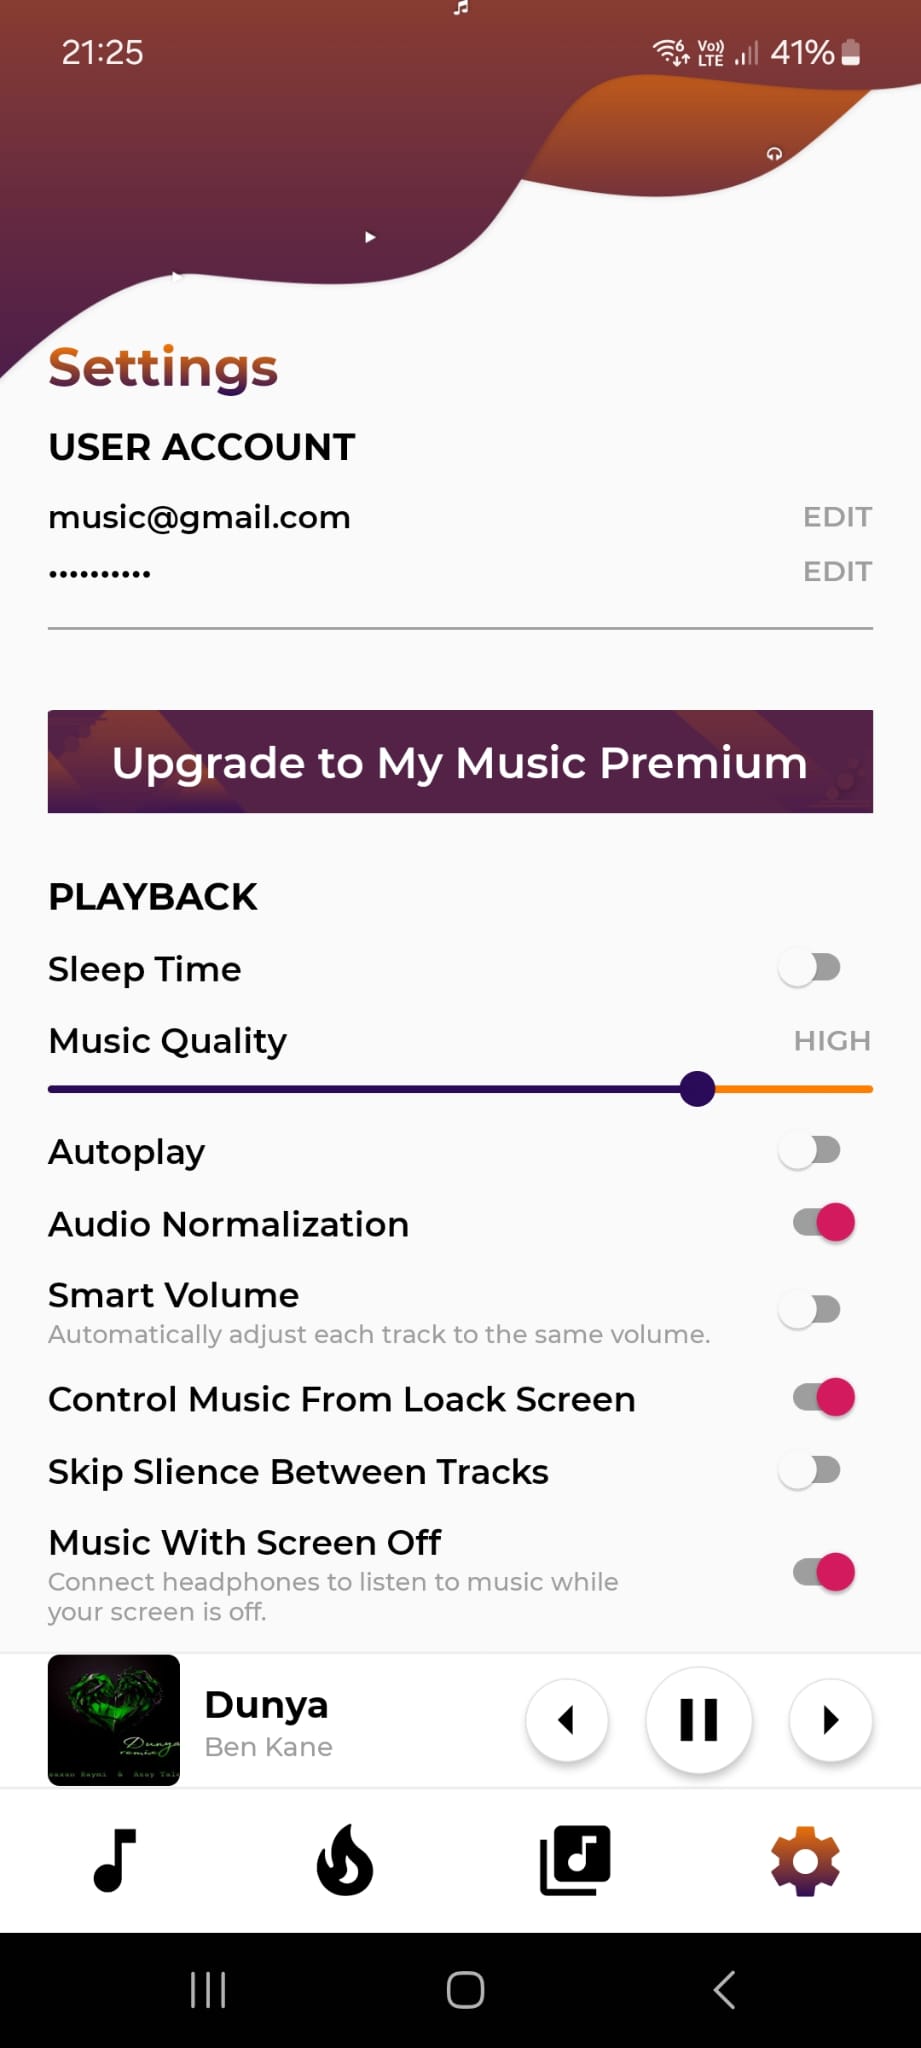 21:25
6 Vo)) LTE 41%
Settings
USER ACCOUNT
music@gmail.com EDIT
•••••••••• EDIT
Upgrade to My Music Premium
PLAYBACK
Sleep Time
Music Quality HIGH
Autoplay
Audio Normalization
Smart Volume
Automatically adjust each track to the same volume.
Control Music From Loack Screen
Skip Slience Between Tracks
Music With Screen Off
Connect headphones to listen to music while
your screen is off.
Dunya
remix
Dunya
Ben Kane